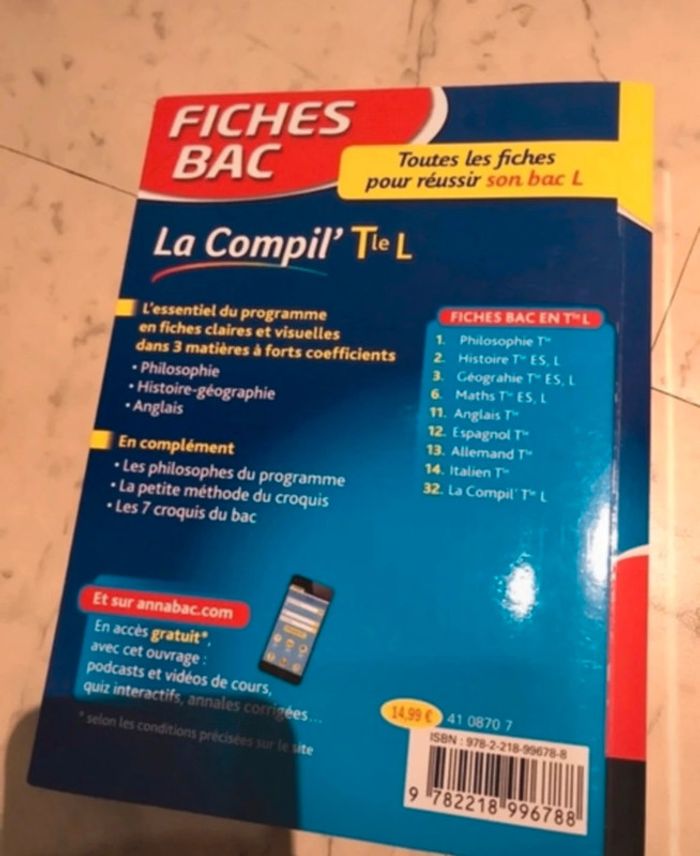 FICHES
BAC
Toutes les fiches
pour réussir son bac L
La Compil' Tle L
L'essentiel du programme
en fiches claires et visuelles
dans 3 matières à forts coefficients
• Philosophie
• Histoire-géographie
• Anglais
En complément
• Les philosophes du programme
• La petite méthode du croquis
• Les 7 croquis du bac
FICHES BAC EN Tle L
1. Philosophie Tle
2. Histoire Tle ES, L
3. Géograhie Tle ES, L
6. Maths Tle ES, L
11. Anglais Tle
12. Espagnol Tle
13. Allemand Tle
14. Italien Tle
32. La Compil' Tle L
Et sur annabac.com
En accès gratuit*,
avec cet ouvrage :
podcasts et vidéos de cours,
quiz interactifs, annales corrigées...
* selon les conditions précisées sur le site
14,99 €
41 0870 7
ISBN : 978-2-218-99678-8
9 782218 996788